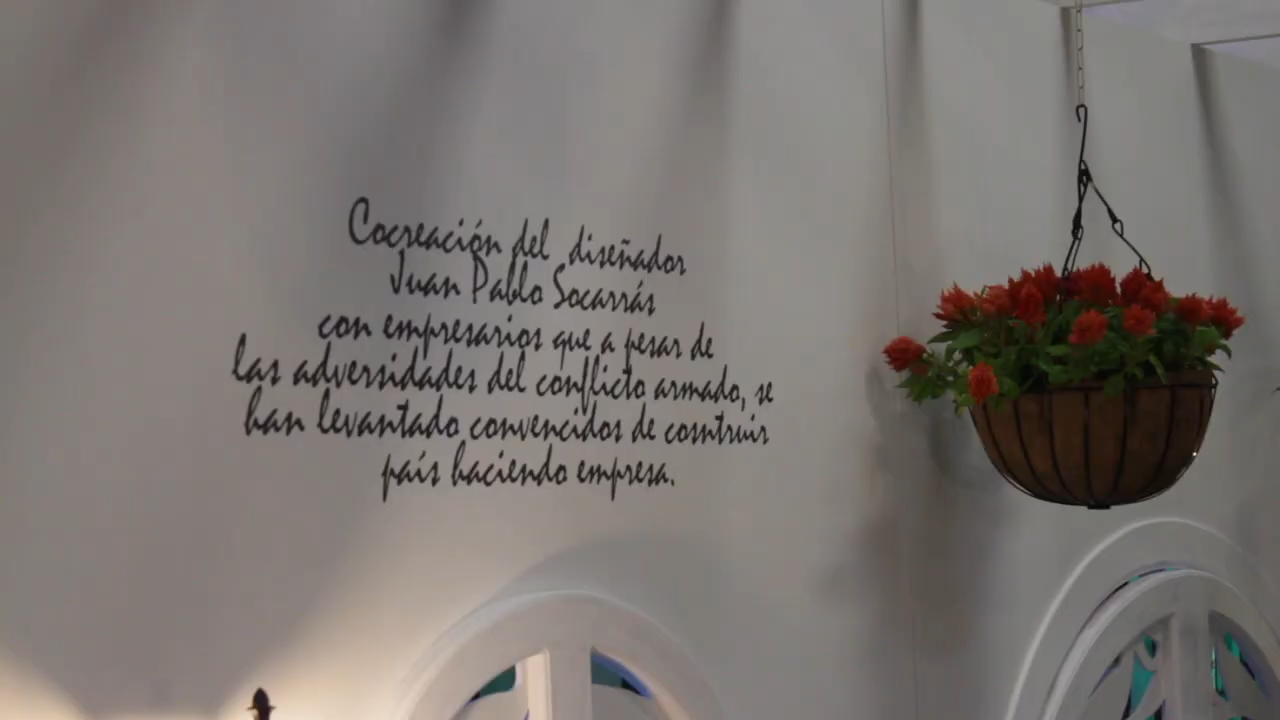 Cocreación del diseñador
Juan Pablo Socarrás
con empresarios que a pesar de
las adversidades del conflicto armado, se
han levantado convencidos de cosntruir
país haciendo empresa.